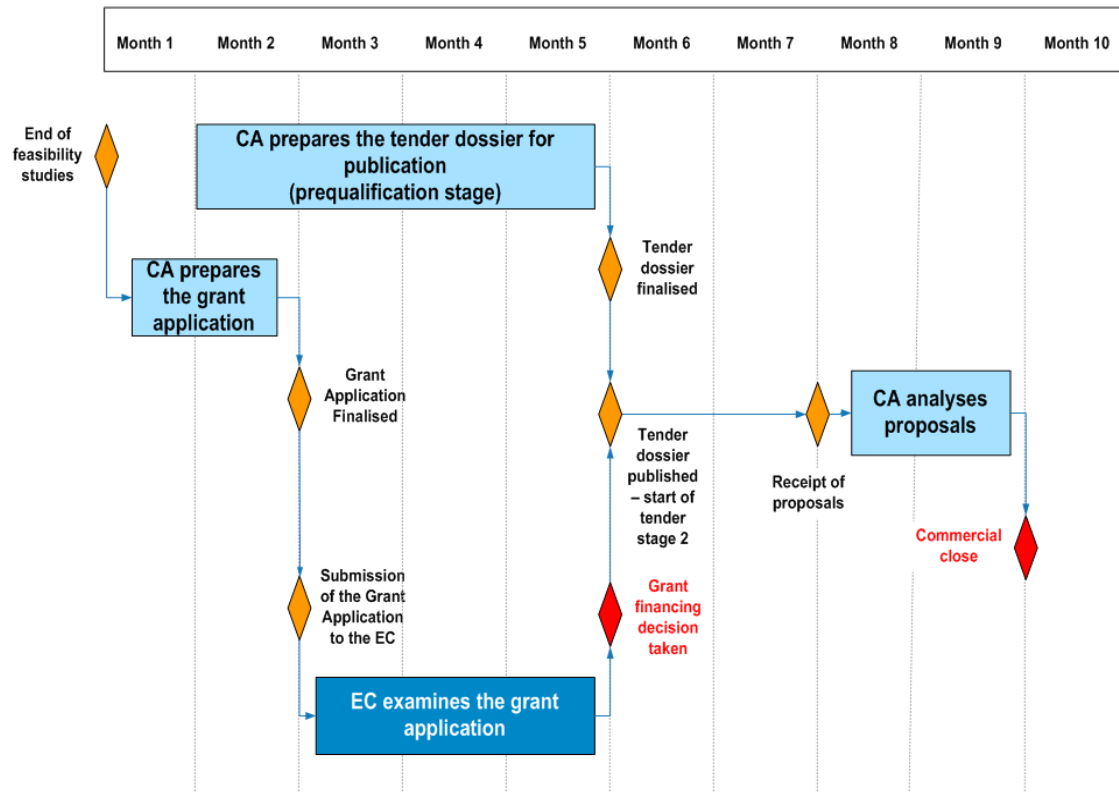 Month 1 Month 2 Month 3 Month 4 Month 5 Month 6 Month 7 Month 8 Month 9 Month 10
End of
feasibility
studies
CA prepares the tender dossier for
publication
(prequalification stage)
CA prepares
the grant
application
Tender
dossier
finalised
Grant
Application
Finalised
Tender
dossier
published
– start of
tender
stage 2
Receipt of
proposals
CA analyses
proposals
Commercial
close
Submission
of the Grant
Application
to the EC
Grant
financing
decision
taken
EC examines the grant
application